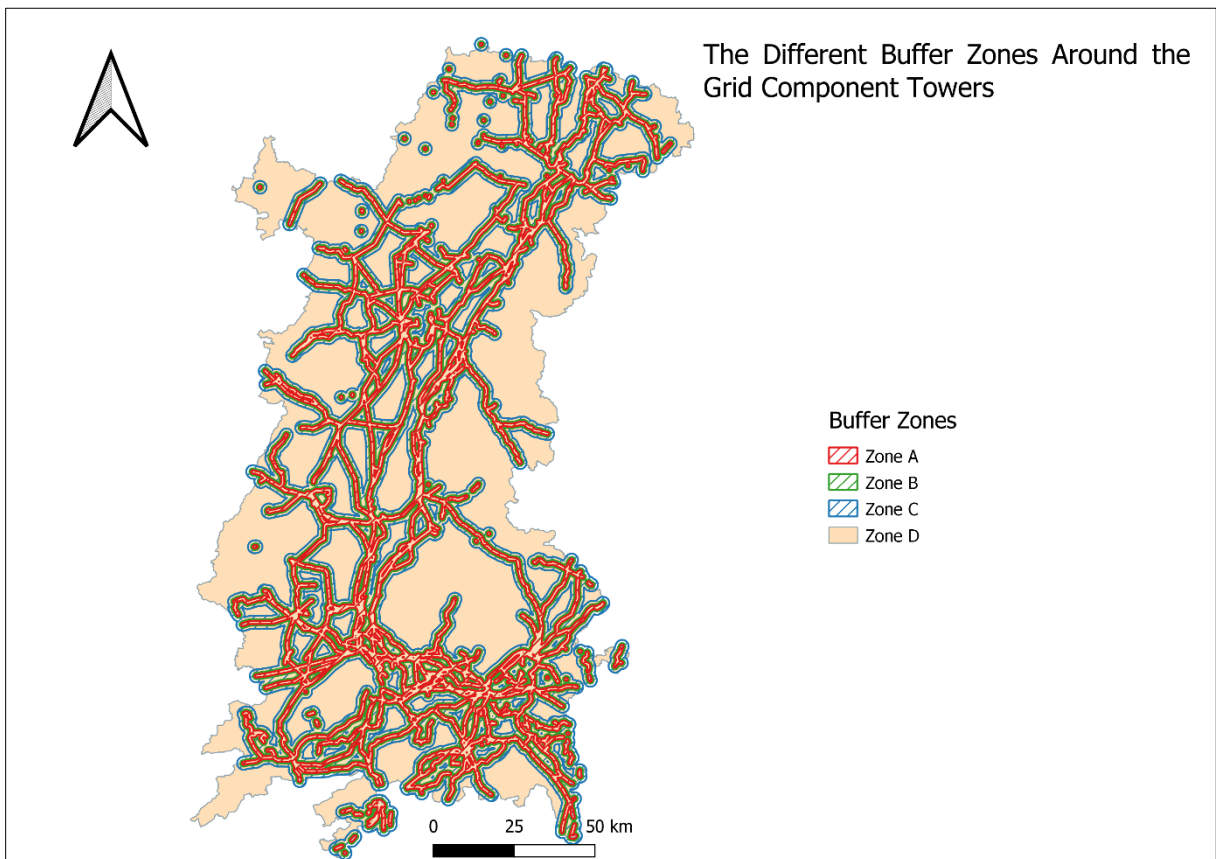 The Different Buffer Zones Around the
Grid Component Towers
Buffer Zones
Zone A
Zone B
Zone C
Zone D
0 25 50 km